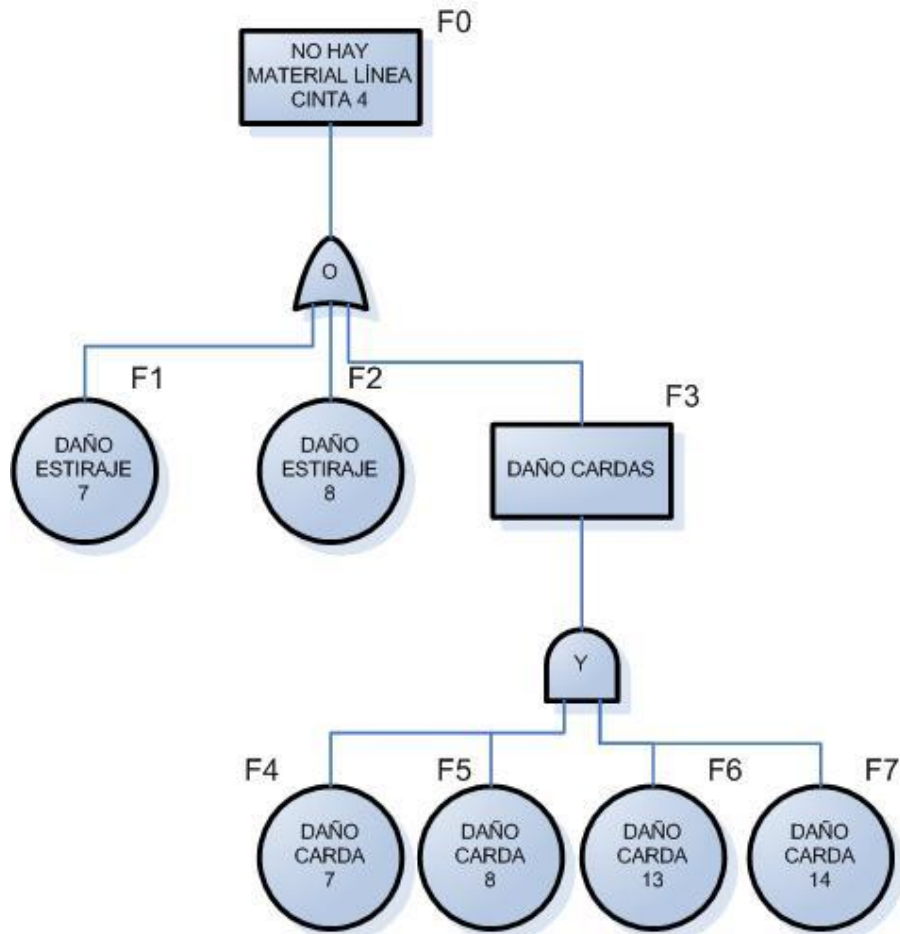 F0
NO HAY
MATERIAL LÍNEA
CINTA 4
O
F1
DAÑO
ESTIRAJE
7
F2
DAÑO
ESTIRAJE
8
F3
DAÑO CARDAS
Y
F4
DAÑO
CARDA
7
F5
DAÑO
CARDA
8
F6
DAÑO
CARDA
13
F7
DAÑO
CARDA
14